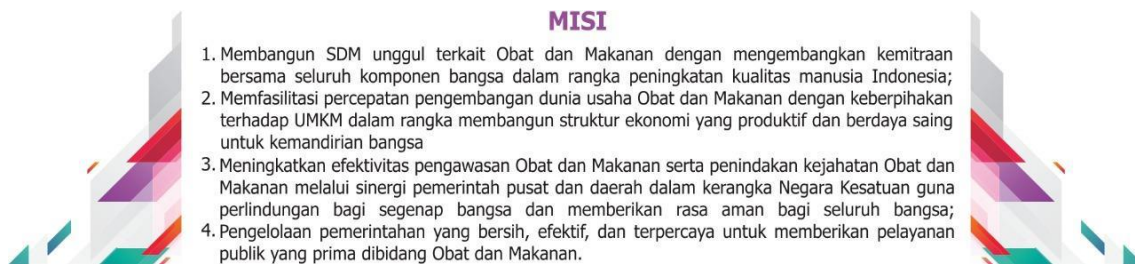 MISI
1. Membangun SDM unggul terkait Obat dan Makanan dengan mengembangkan kemitraan
bersama seluruh komponen bangsa dalam rangka peningkatan kualitas manusia Indonesia;
2. Memfasilitasi percepatan pengembangan dunia usaha Obat dan Makanan dengan keberpihakan
terhadap UMKM dalam rangka membangun struktur ekonomi yang produktif dan berdaya saing
untuk kemandirian bangsa
3. Meningkatkan efektivitas pengawasan Obat dan Makanan serta penindakan kejahatan Obat dan
Makanan melalui sinergi pemerintah pusat dan daerah dalam kerangka Negara Kesatuan guna
perlindungan bagi segenap bangsa dan memberikan rasa aman bagi seluruh bangsa;
4. Pengelolaan pemerintahan yang bersih, efektif, dan terpercaya untuk memberikan pelayanan
publik yang prima dibidang Obat dan Makanan.